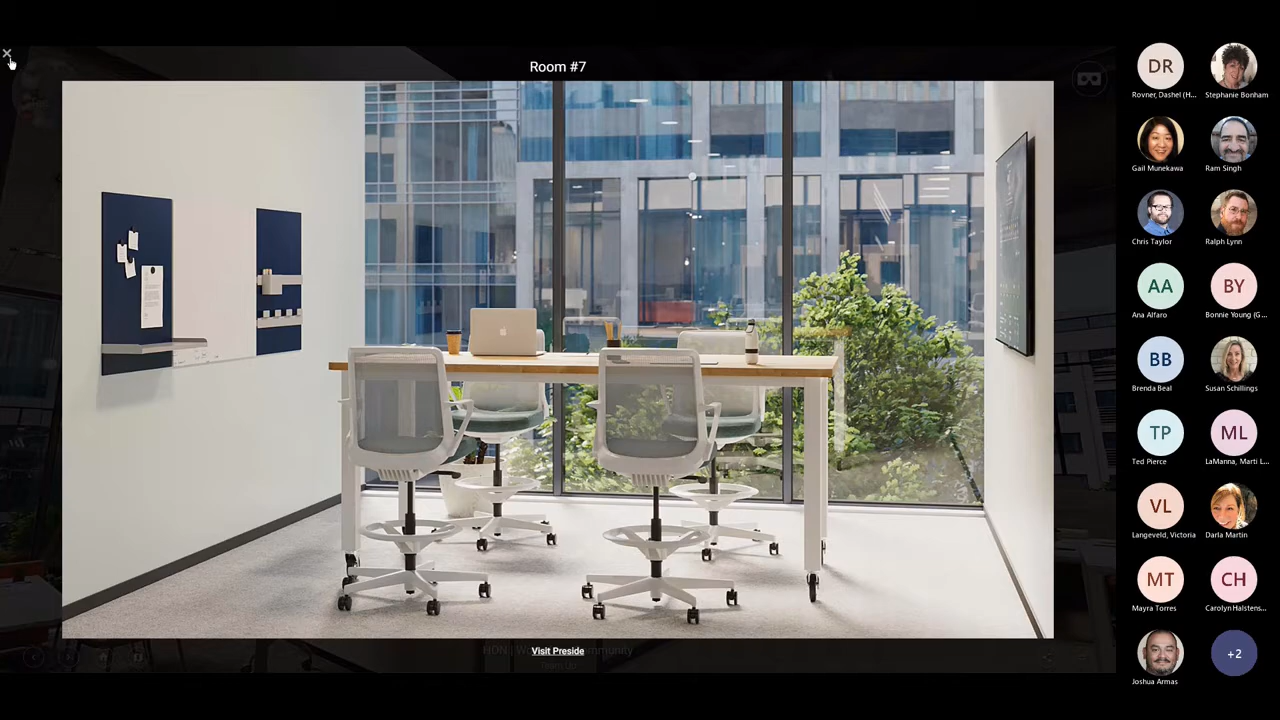 Room #7
Visit Preside
DR
Rovner, Dashel (H...
Stephanie Bonham
Gail Munekawa
Ram Singh
Chris Taylor
Ralph Lynn
AA
Ana Alfaro
BY
Bonnie Young (G...
BB
Brenda Beal
Susan Schillings
TP
Ted Pierce
ML
LaManna, Marti L...
VL
Langeveld, Victoria
Darla Martin
MT
Mayra Torres
CH
Carolyn Halstens...
Joshua Armas
+2